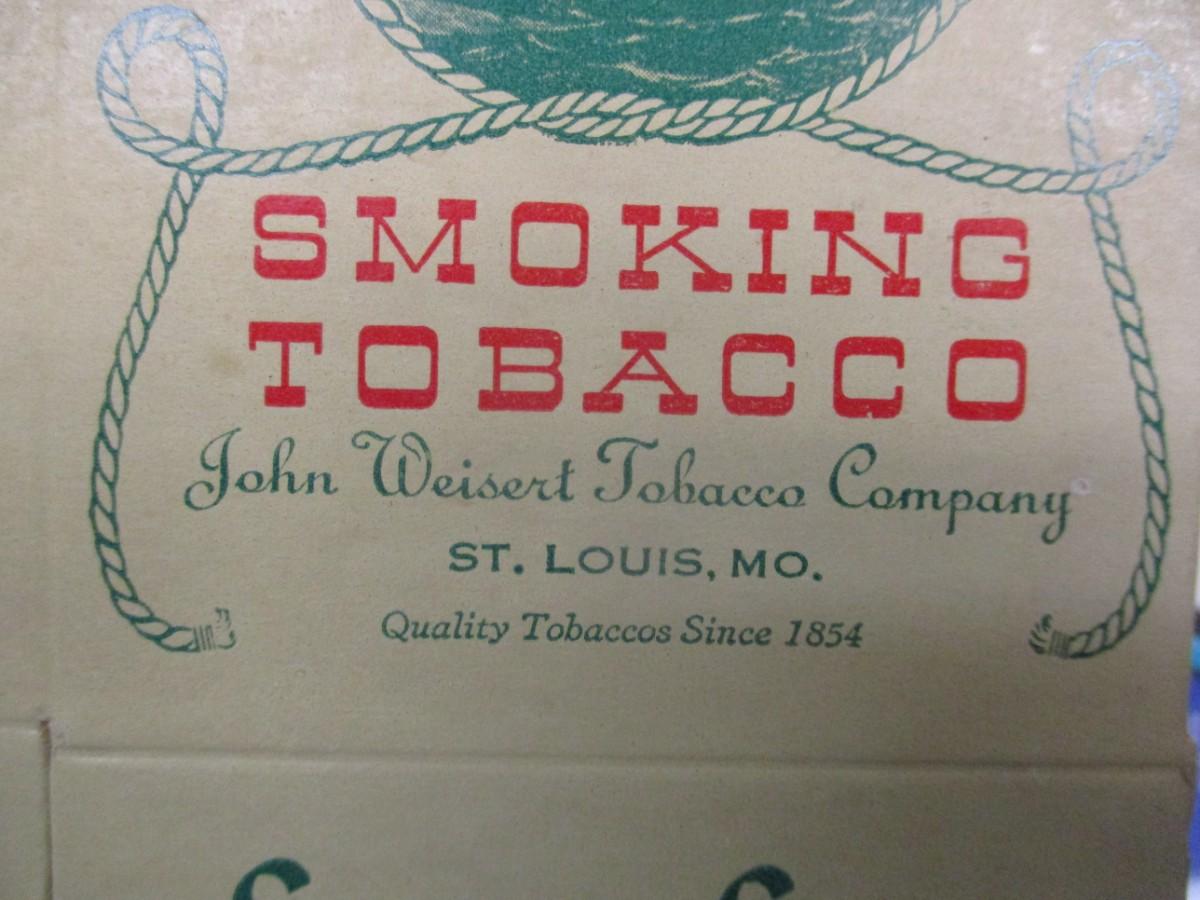 SMOKING
TOBACCO
John Weisert Tobacco Company
ST. LOUIS, MO.
Quality Tobaccos Since 1854